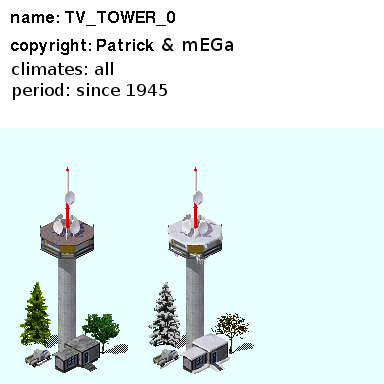 name: TV_TOWER_0
copyright: Patrick & mEGa
climates: all
period: since 1945